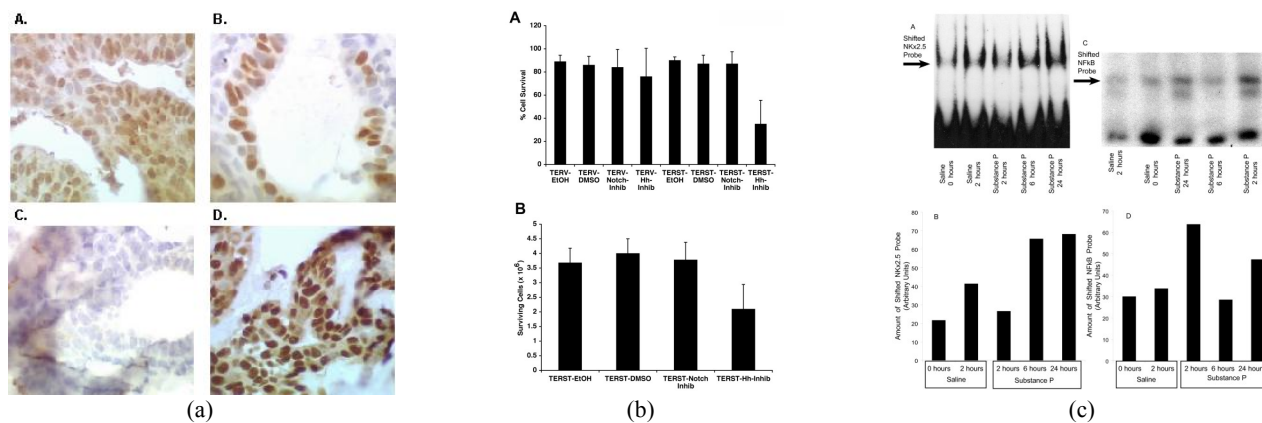 A.
B.
C.
D.
(a)
A
% Cell Survival
120
100
80
60
40
20
0
TERV-
EtOH
TERV-
DMSO
TERV-
Notch-
Inhib
TERV-
Hh-
Inhib
TERST-
EtOH
TERST-
DMSO
TERST-
Notch-
Inhib
TERST-
Hh-
Inhib
B
Surviving Cells (x 10⁶)
5
4.5
4
3.5
3
2.5
2
1.5
1
0.5
0
TERST-EtOH
TERST-DMSO
TERST-Notch
Inhib
TERST-Hh-Inhib
(b)
A
Shifted
NKx2.5
Probe
Saline
0 hours
Saline
2 hours
Substance P
2 hours
Substance P
6 hours
Substance P
24 hours
C
Shifted
NFkB
Probe
Saline
2 hours
Saline
0 hours
Substance P
24 hours
Substance P
6 hours
Substance P
2 hours
B
Amount of Shifted NKx2.5 Probe
(Arbitrary Units)
80
70
60
50
40
30
20
10
0
0 hours
2 hours
2 hours
6 hours
24 hours
Saline
Substance P
D
Amount of Shifted NFkB Probe
(Arbitrary Units)
70
60
50
40
30
20
10
0
0 hours
2 hours
2 hours
6 hours
24 hours
Saline
Substance P
(c)